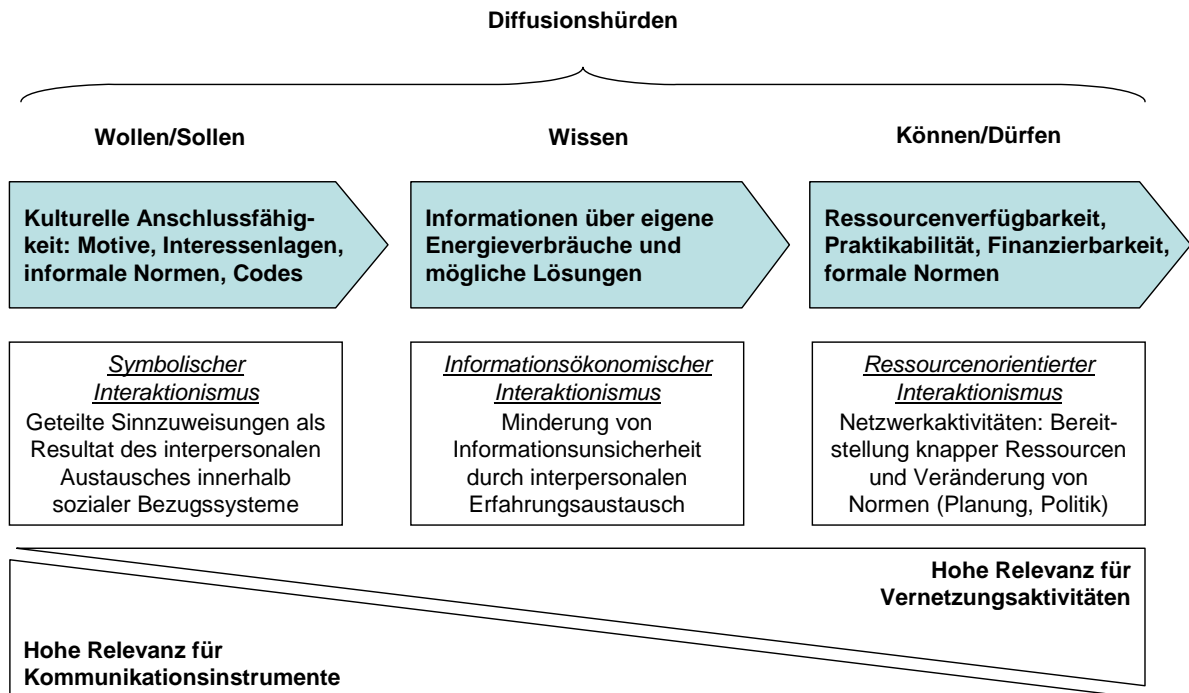 Diffusionshürden
Wollen/Sollen
Wissen
Können/Dürfen
Kulturelle Anschlussfähig-
keit: Motive, Interessenlagen,
informale Normen, Codes
Informationen über eigene
Energieverbräuche und
mögliche Lösungen
Ressourcenverfügbarkeit,
Praktikabilität, Finanzierbarkeit,
formale Normen
Symbolischer
Interaktionismus
Geteilte Sinnzuweisungen als
Resultat des interpersonalen
Austausches innerhalb
sozialer Bezugssysteme
Informationsökonomischer
Interaktionismus
Minderung von
Informationsunsicherheit
durch interpersonalen
Erfahrungsaustausch
Ressourcenorientierter
Interaktionismus
Netzwerkaktivitäten: Bereit-
stellung knapper Ressourcen
und Veränderung von
Normen (Planung, Politik)
Hohe Relevanz für
Vernetzungsaktivitäten
Hohe Relevanz für
Kommunikationsinstrumente